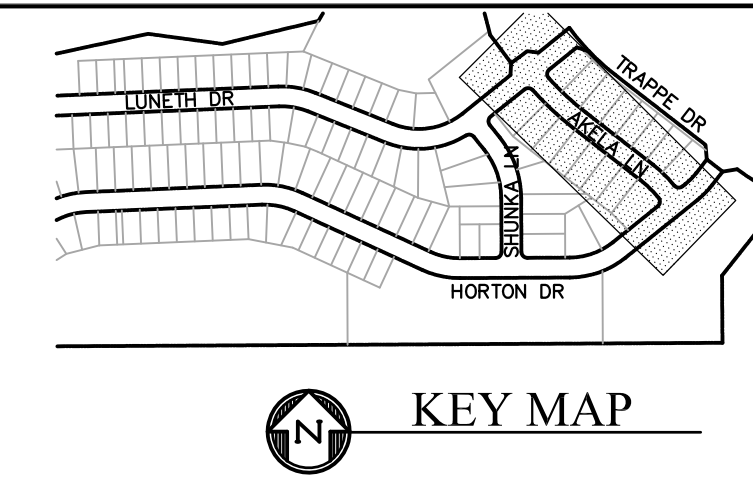 TRAPPE DR
LUNETH DR
AKELA LN
SHUNKA LN
HORTON DR
N
KEY MAP